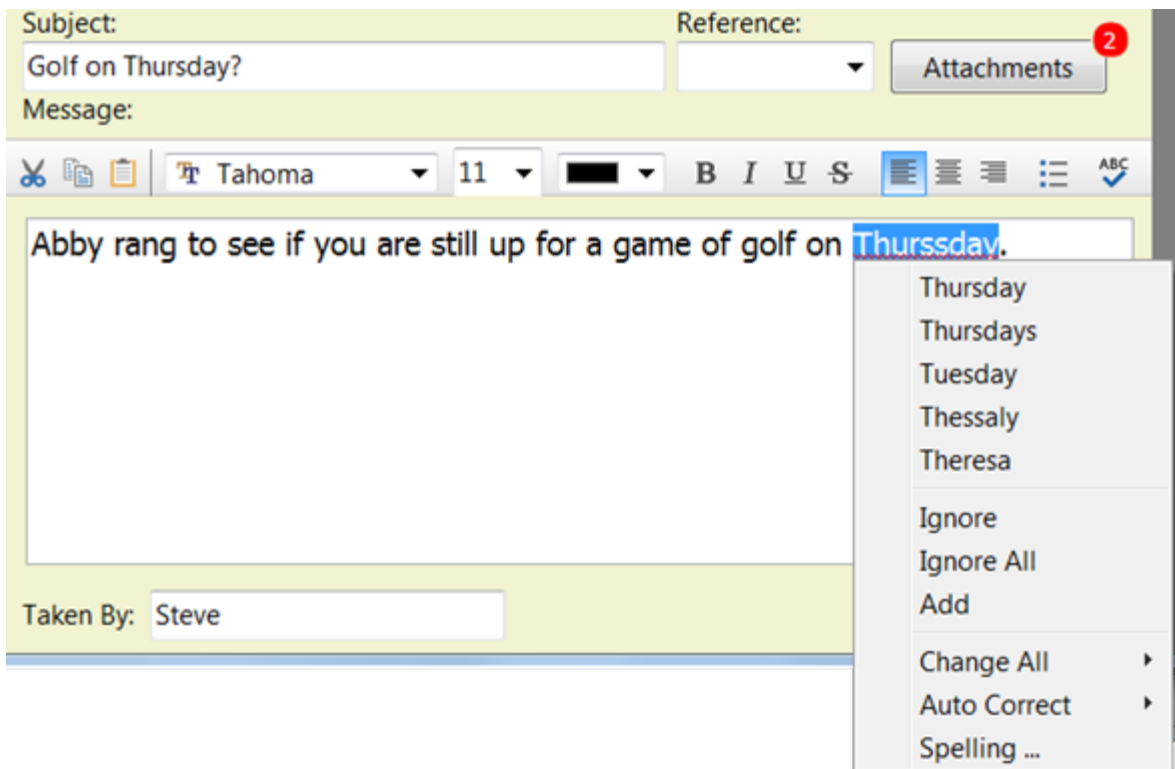 Subject:
Reference:
Golf on Thursday?
Attachments
2
Message:
Tahoma
11
B I U S
ABC
Abby rang to see if you are still up for a game of golf on Thurssday.
Thursday
Thursdays
Tuesday
Thessaly
Theresa
Ignore
Ignore All
Add
Taken By: Steve
Change All
Auto Correct
Spelling ...